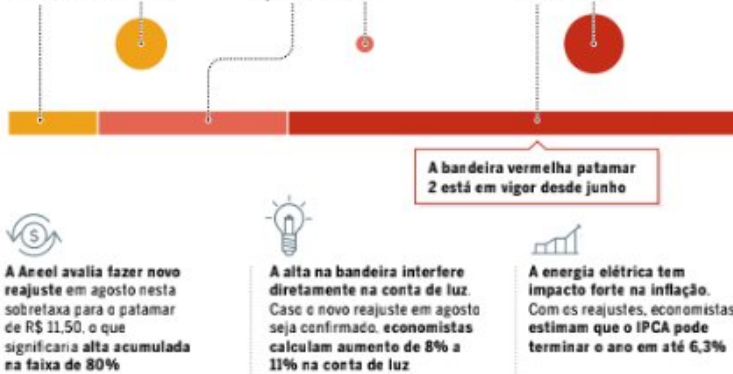 A bandeira vermelha patamar
2 está em vigor desde junho
$
A Aneel avalia fazer novo
reajuste em agosto nesta
sobretaxa para o patamar
de R$ 11,50, o que
significaria alta acumulada
na faixa de 80%
A alta na bandeira interfere
diretamente na conta de luz.
Caso o novo reajuste em agosto
seja confirmado, economistas
calculam aumento de 8% a
11% na conta de luz
A energia elétrica tem
impacto forte na inflação.
Com os reajustes, economistas
estimam que o IPCA pode
terminar o ano em até 6,3%